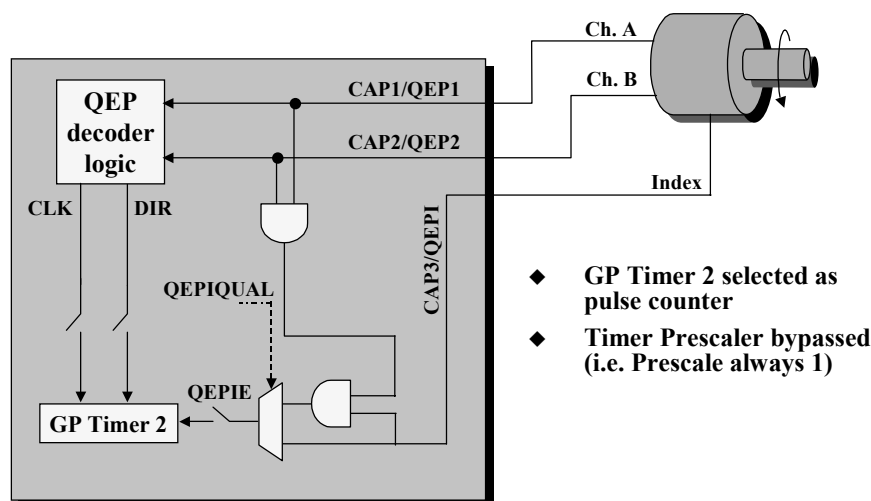 Ch. A
CAP1/QEP1
Ch. B
QEP
decoder
logic
CAP2/QEP2
Index
CLK
DIR
CAP3/QEPI
QEPIQUAL
◆ GP Timer 2 selected as
pulse counter
◆ Timer Prescaler bypassed
(i.e. Prescale always 1)
QEPIE
GP Timer 2